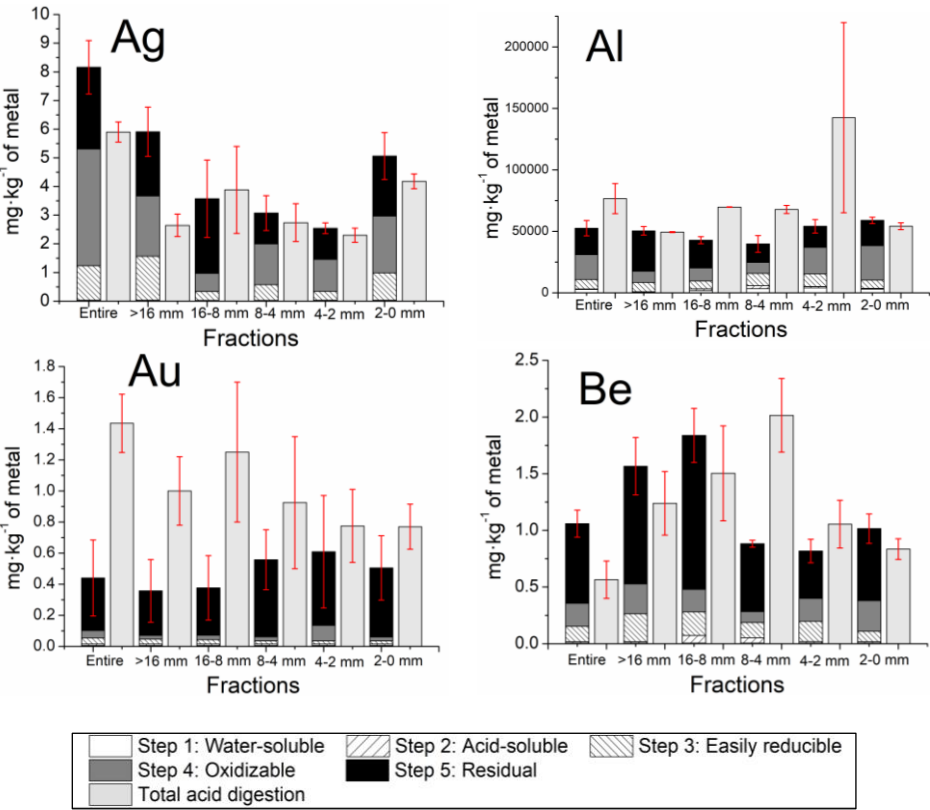 Ag
mg·kg⁻¹ of metal
10
9
8
7
6
5
4
3
2
1
0
Entire >16 mm 16-8 mm 8-4 mm 4-2 mm 2-0 mm
Fractions
Al
mg·kg⁻¹ of metal
200000
150000
100000
50000
0
Entire >16 mm 16-8 mm 8-4 mm 4-2 mm 2-0 mm
Fractions
Au
mg·kg⁻¹ of metal
1.8
1.6
1.4
1.2
1.0
0.8
0.6
0.4
0.2
0.0
Entire >16 mm 16-8 mm 8-4 mm 4-2 mm 2-0 mm
Fractions
Be
mg·kg⁻¹ of metal
2.5
2.0
1.5
1.0
0.5
0.0
Entire >16 mm 16-8 mm 8-4 mm 4-2 mm 2-0 mm
Fractions
Step 1: Water-soluble Step 2: Acid-soluble Step 3: Easily reducible
Step 4: Oxidizable Step 5: Residual
Total acid digestion